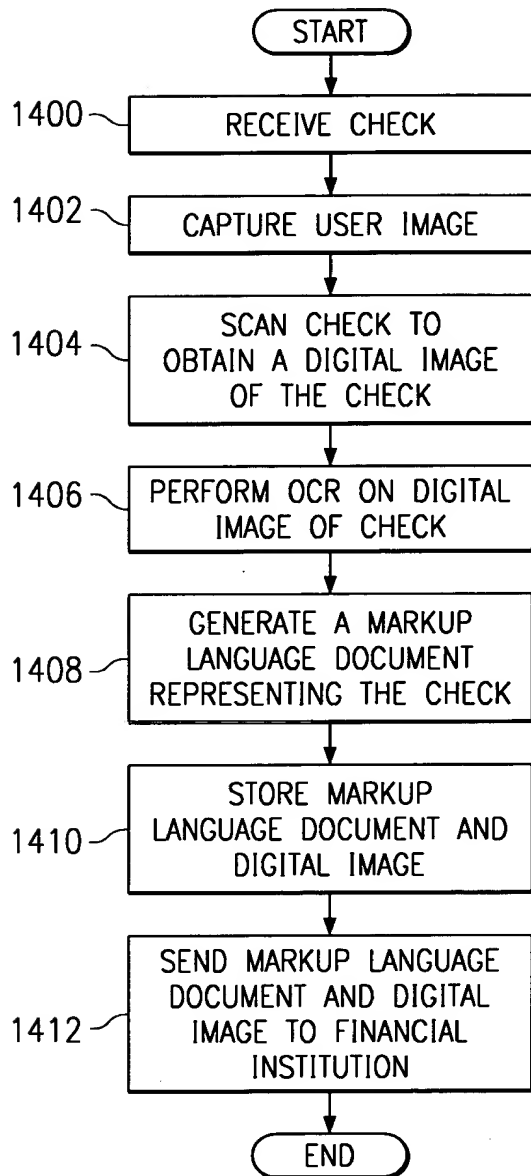 START
1400
RECEIVE CHECK
1402
CAPTURE USER IMAGE
1404
SCAN CHECK TO
OBTAIN A DIGITAL IMAGE
OF THE CHECK
1406
PERFORM OCR ON DIGITAL
IMAGE OF CHECK
1408
GENERATE A MARKUP
LANGUAGE DOCUMENT
REPRESENTING THE CHECK
1410
STORE MARKUP
LANGUAGE DOCUMENT AND
DIGITAL IMAGE
1412
SEND MARKUP LANGUAGE
DOCUMENT AND DIGITAL
IMAGE TO FINANCIAL
INSTITUTION
END